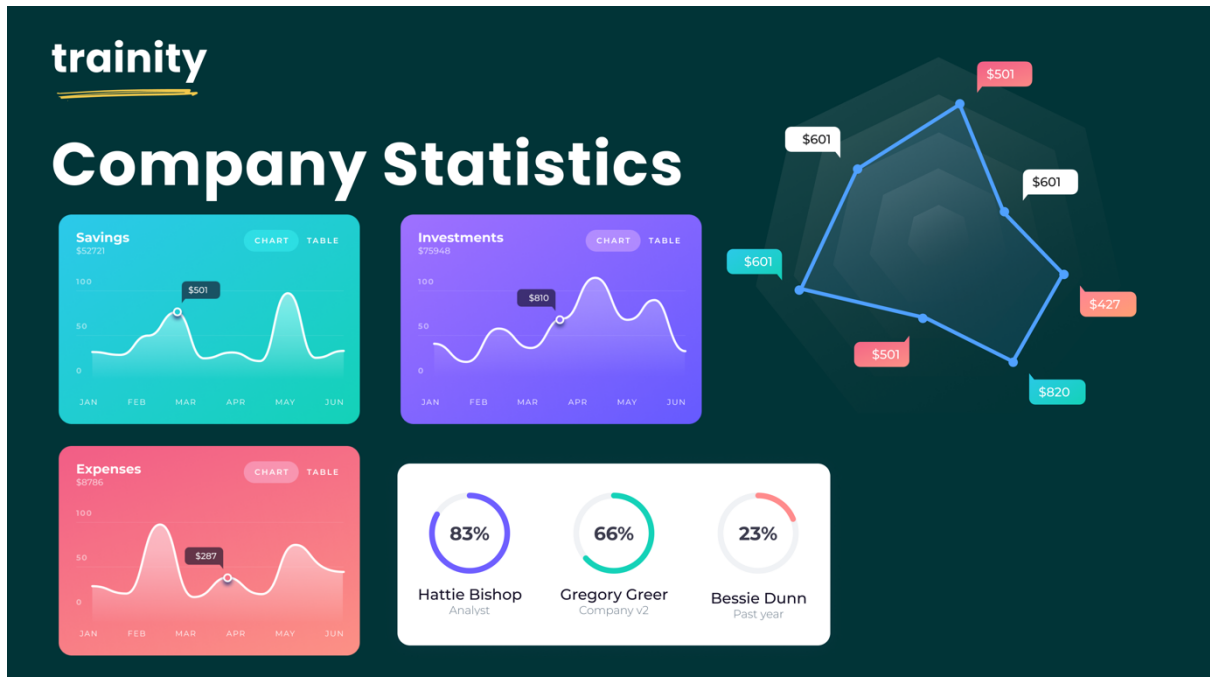 trainity
Company Statistics
Savings
$52721
CHART TABLE
100
50
0
$501
JAN FEB MAR APR MAY JUN
Investments
$75948
CHART TABLE
100
50
0
$810
JAN FEB MAR APR MAY JUN
$501
$601
$601
$601
$427
$501
$820
Expenses
$8786
CHART TABLE
100
50
0
$287
JAN FEB MAR APR MAY JUN
83% 66% 23%
Hattie Bishop Gregory Greer Bessie Dunn
Analyst Company v2 Past year